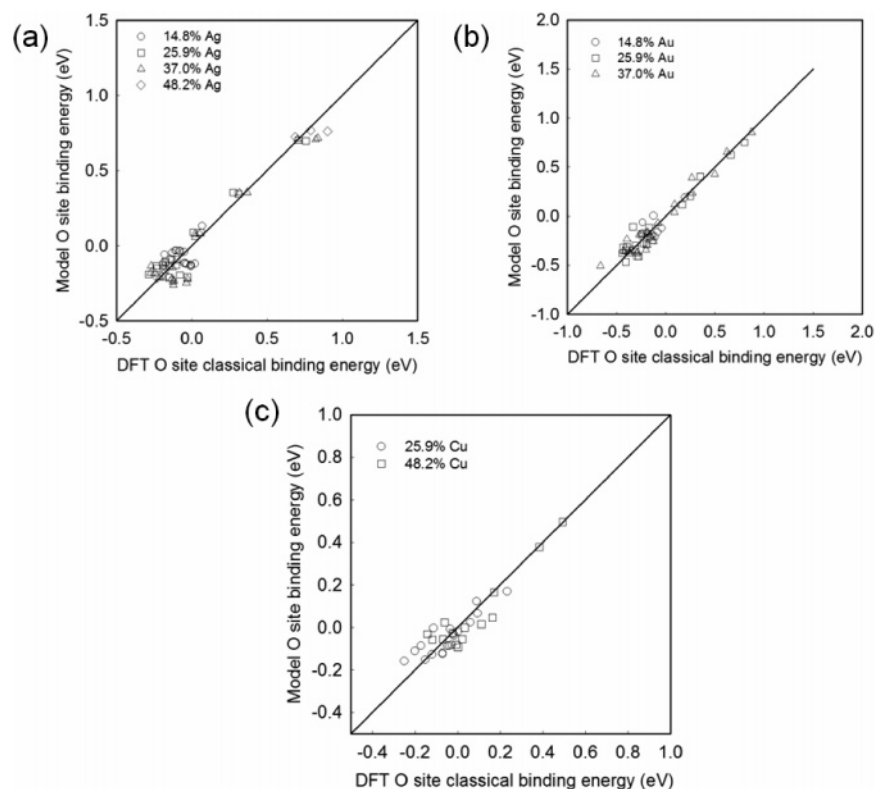 (a)
1.5
1.0
0.5
0.0
-0.5
Model O site binding energy (eV)
14.8% Ag
25.9% Ag
37.0% Ag
48.2% Ag
-0.5 0.0 0.5 1.0 1.5
DFT O site classical binding energy (eV)
(b)
2.0
1.5
1.0
0.5
0.0
-0.5
-1.0
Model O site binding energy (eV)
14.8% Au
25.9% Au
37.0% Au
-1.0 -0.5 0.0 0.5 1.0 1.5 2.0
DFT O site classical binding energy (eV)
(c)
1.0
0.8
0.6
0.4
0.2
0.0
-0.2
-0.4
Model O site binding energy (eV)
25.9% Cu
48.2% Cu
-0.4 -0.2 0.0 0.2 0.4 0.6 0.8 1.0
DFT O site classical binding energy (eV)